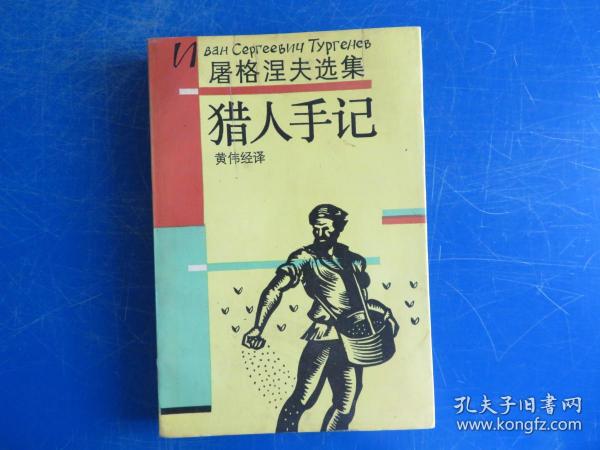 Иван Сергеевич Тургенев
屠格涅夫选集
猎人手记
黄伟经译
孔夫子旧书网
www.kongfz.com